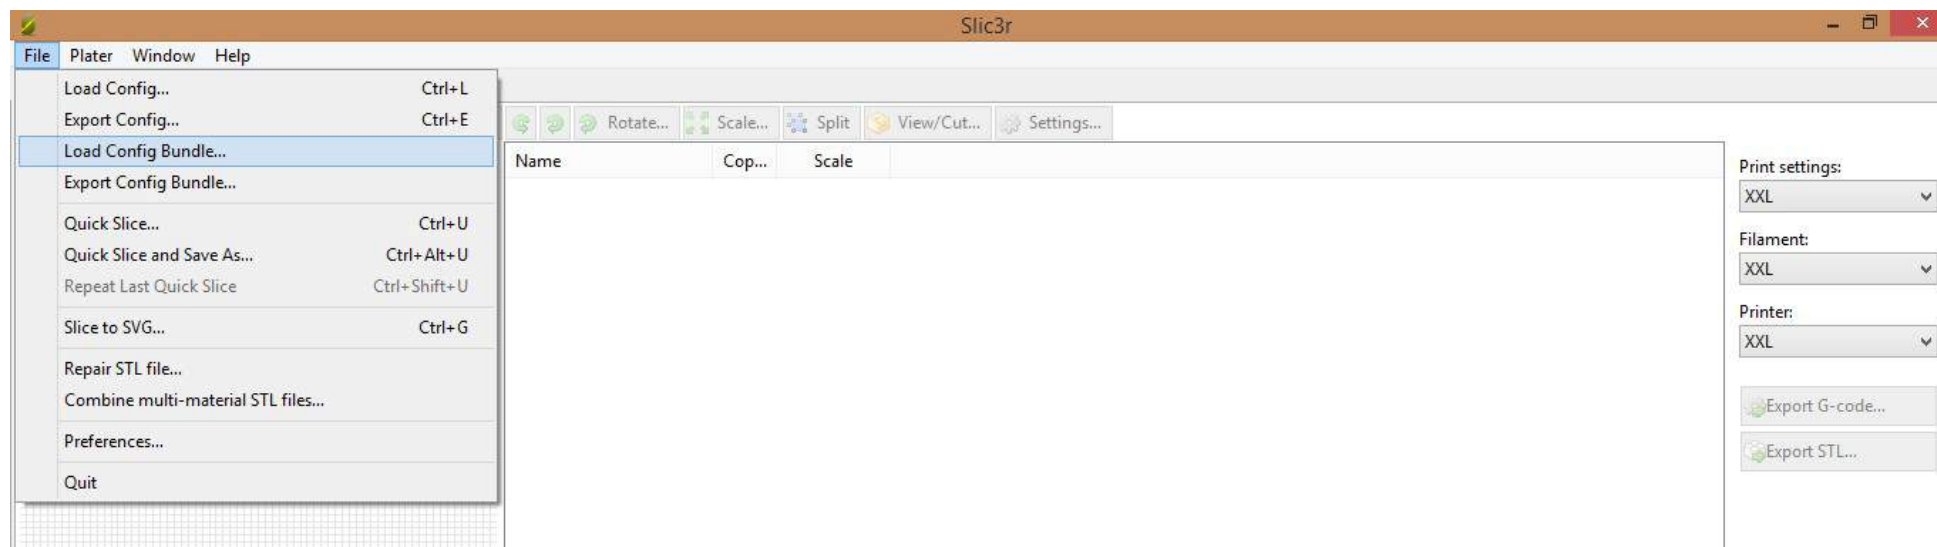 Slic3r
File Plater Window Help
Load Config... Ctrl+L
Export Config... Ctrl+E
Load Config Bundle...
Export Config Bundle...
Quick Slice... Ctrl+U
Quick Slice and Save As... Ctrl+Alt+U
Repeat Last Quick Slice Ctrl+Shift+U
Slice to SVG... Ctrl+G
Repair STL file...
Combine multi-material STL files...
Preferences...
Quit
Rotate... Scale... Split View/Cut... Settings...
Name Cop... Scale
Print settings:
XXL
Filament:
XXL
Printer:
XXL
Export G-code...
Export STL...